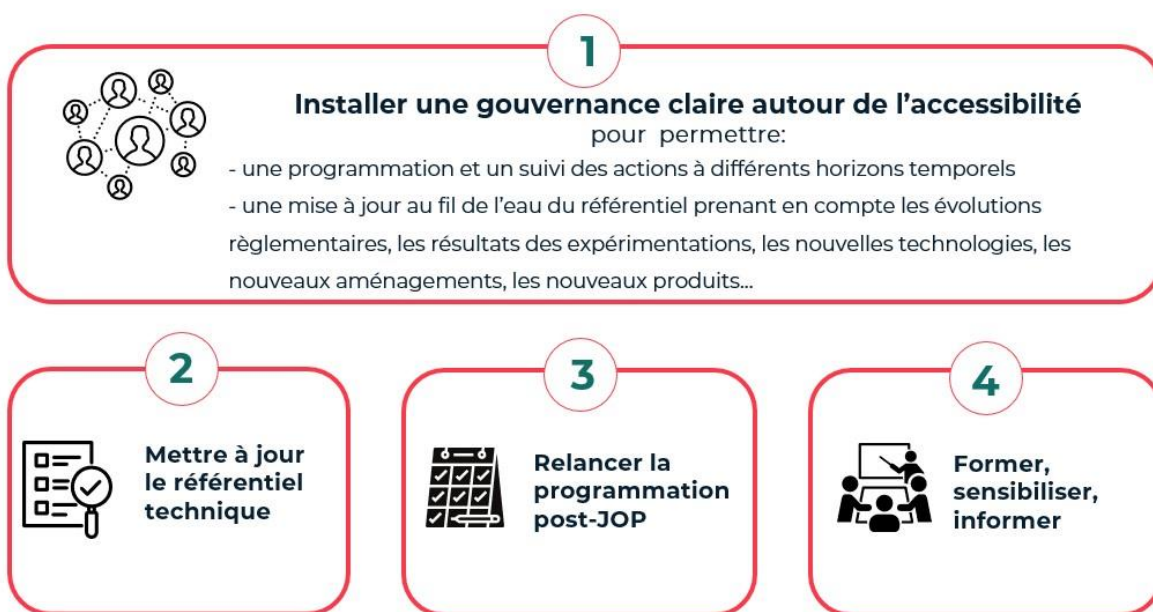 1
Installer une gouvernance claire autour de l’accessibilité
pour permettre:
- une programmation et un suivi des actions à différents horizons temporels
- une mise à jour au fil de l’eau du référentiel prenant en compte les évolutions
règlementaires, les résultats des expérimentations, les nouvelles technologies, les
nouveaux aménagements, les nouveaux produits...
2
Mettre à jour
le référentiel
technique
3
Relancer la
programmation
post-JOP
4
Former,
sensibiliser,
informer